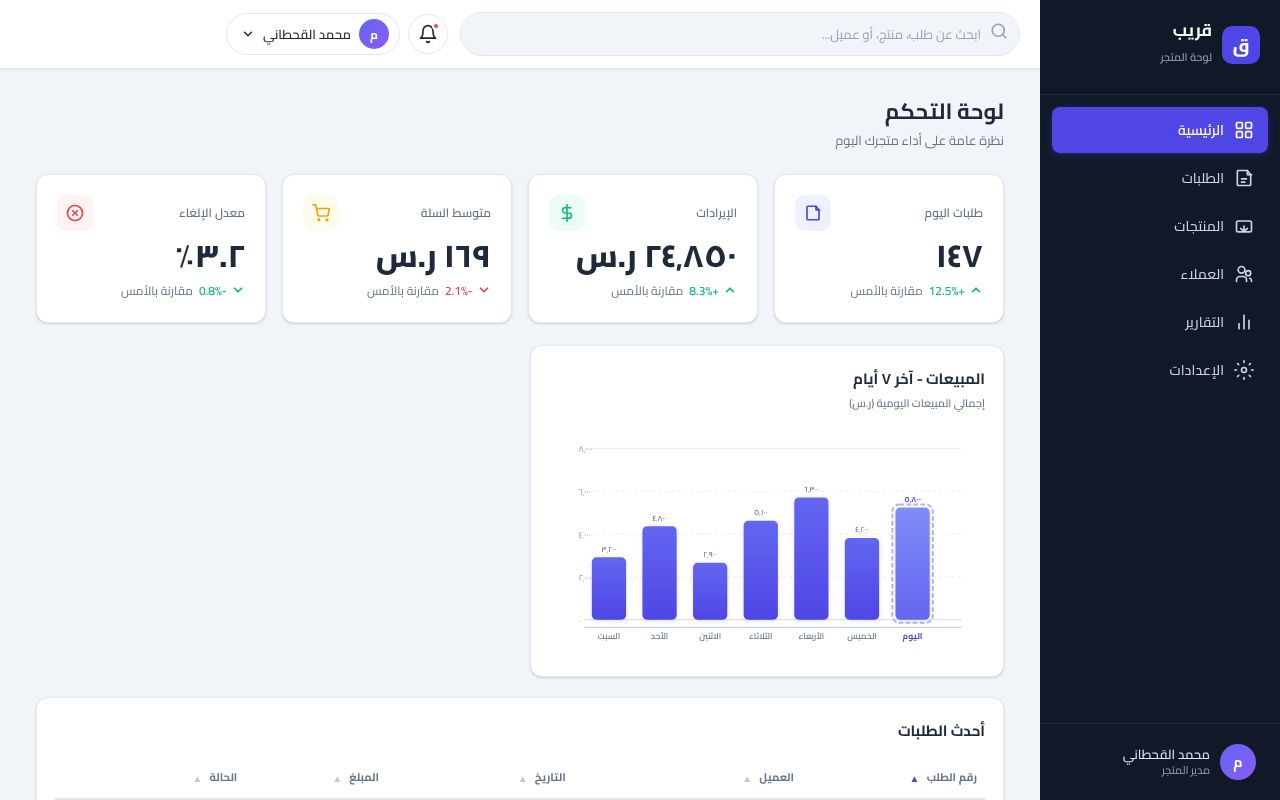 قريب
لوحة المتجر
الرئيسية
الطلبات
المنتجات
العملاء
التقارير
الإعدادات
م
محمد القحطاني
مدير المتجر
ابحث عن طلب، منتج، أو عميل...
م
محمد القحطاني
لوحة التحكم
نظرة عامة على أداء متجرك اليوم
طلبات اليوم
١٤٧
+12.5% مقارنة بالأمس
الإيرادات
٢٤,٨٥٠ ر.س
+8.3% مقارنة بالأمس
متوسط السلة
١٦٩ ر.س
-2.1% مقارنة بالأمس
معدل الإلغاء
٣.٢٪
-0.8% مقارنة بالأمس
المبيعات - آخر ٧ أيام
إجمالي المبيعات اليومية (ر.س)
٨,٠٠٠
٦,٠٠٠
٤,٠٠٠
٢,٠٠٠
٠
٥,٨٠٠
٤,٢٠٠
٦,٣٠٠
٥,١٠٠
٢,٩٠٠
٤,٨٠٠
٣,٢٠٠
اليوم
الخميس
الأربعاء
الثلاثاء
الاثنين
الأحد
السبت
أحدث الطلبات
رقم الطلب ▲ العميل ▲ التاريخ ▲ المبلغ ▲ الحالة ▲